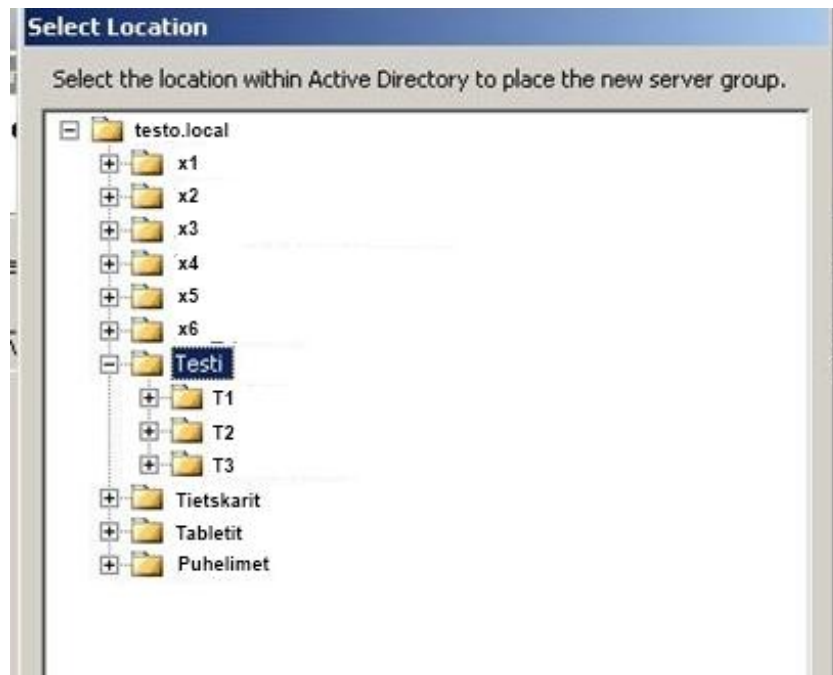 Select Location
Select the location within Active Directory to place the new server group.
testo.local
x1
x2
x3
x4
x5
x6
Testi
T1
T2
T3
Tietskarit
Tabletit
Puhelimet